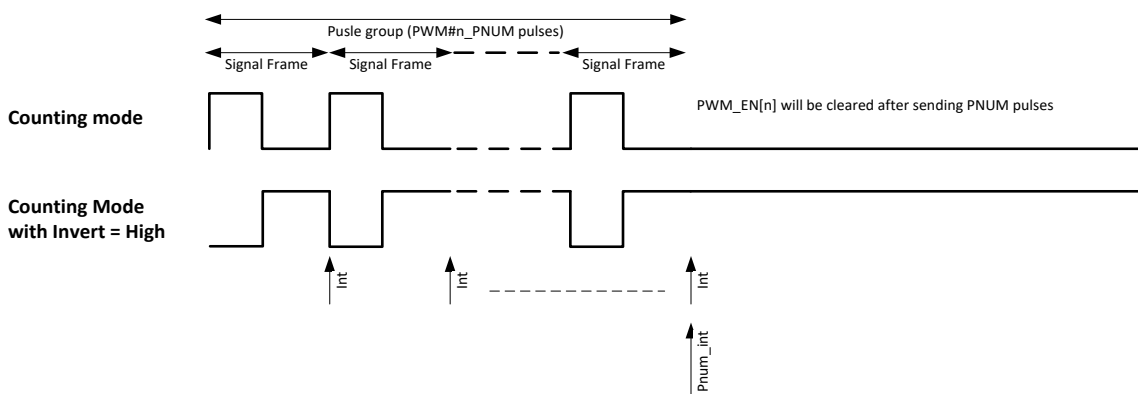 Pusle group (PWM#n_PNUM pulses)
Signal Frame
Signal Frame
Signal Frame
Counting mode
PWM_EN[n] will be cleared after sending PNUM pulses
Counting Mode
with Invert = High
Int
Int
Int
Pnum_int